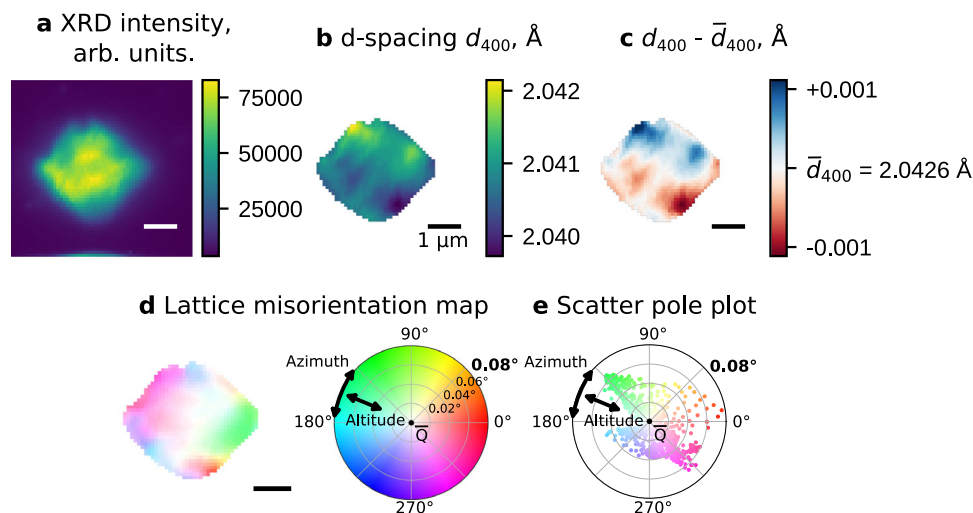 a XRD intensity,
arb. units.
75000
50000
25000
b d-spacing d₄₀₀, Å
2.042
2.041
2.040
1 μm
c d₄₀₀ - d̅₄₀₀, Å
+0.001
d̅₄₀₀ = 2.0426 Å
-0.001
d Lattice misorientation map
90°
Azimuth
0.08°
0.06°
0.04°
0.02°
180°
Altitude
Q̅
0°
270°
e Scatter pole plot
90°
Azimuth
0.08°
180°
Altitude
Q̅
0°
270°